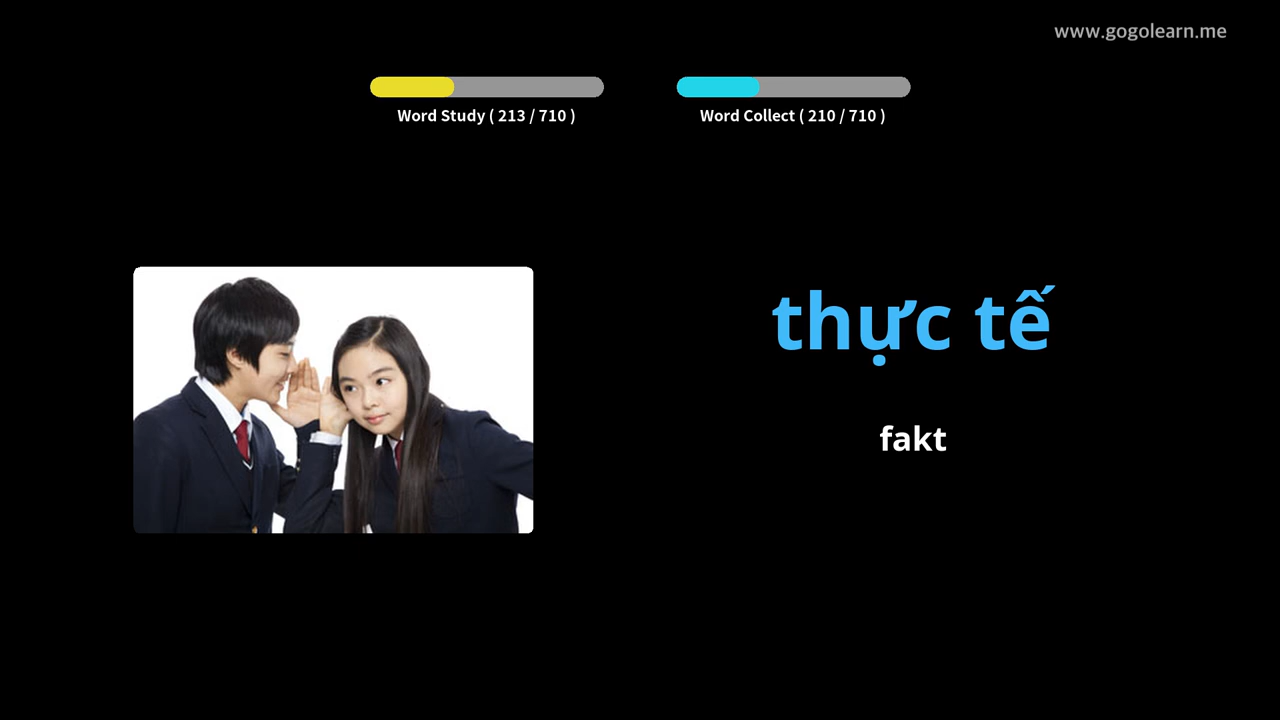 www.gogolearn.me
Word Study ( 213 / 710 )
Word Collect ( 210 / 710 )
thực tế
fakt